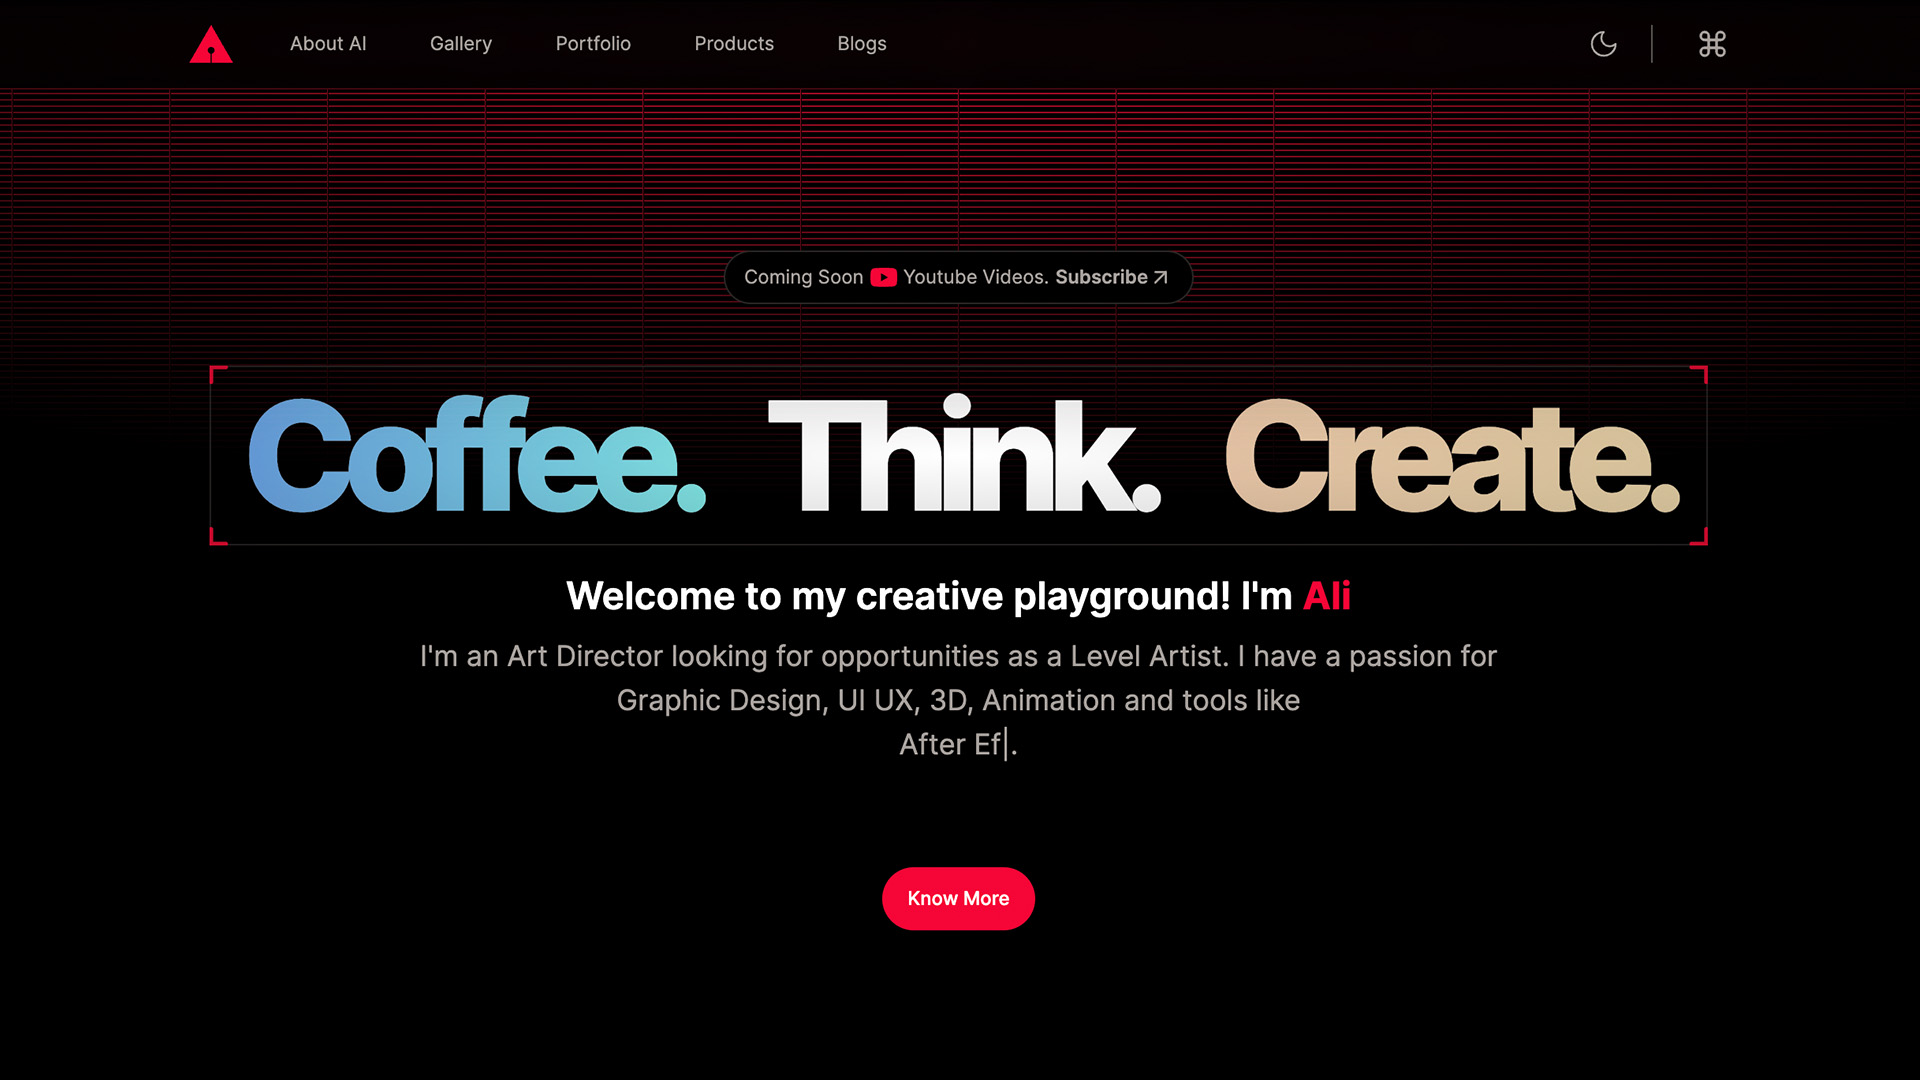 About AI
Gallery
Portfolio
Products
Blogs
Coming Soon Youtube Videos. Subscribe
Coffee. Think. Create.
Welcome to my creative playground! I'm Ali
I'm an Art Director looking for opportunities as a Level Artist. I have a passion for
Graphic Design, UI UX, 3D, Animation and tools like
After Ef|.
Know More